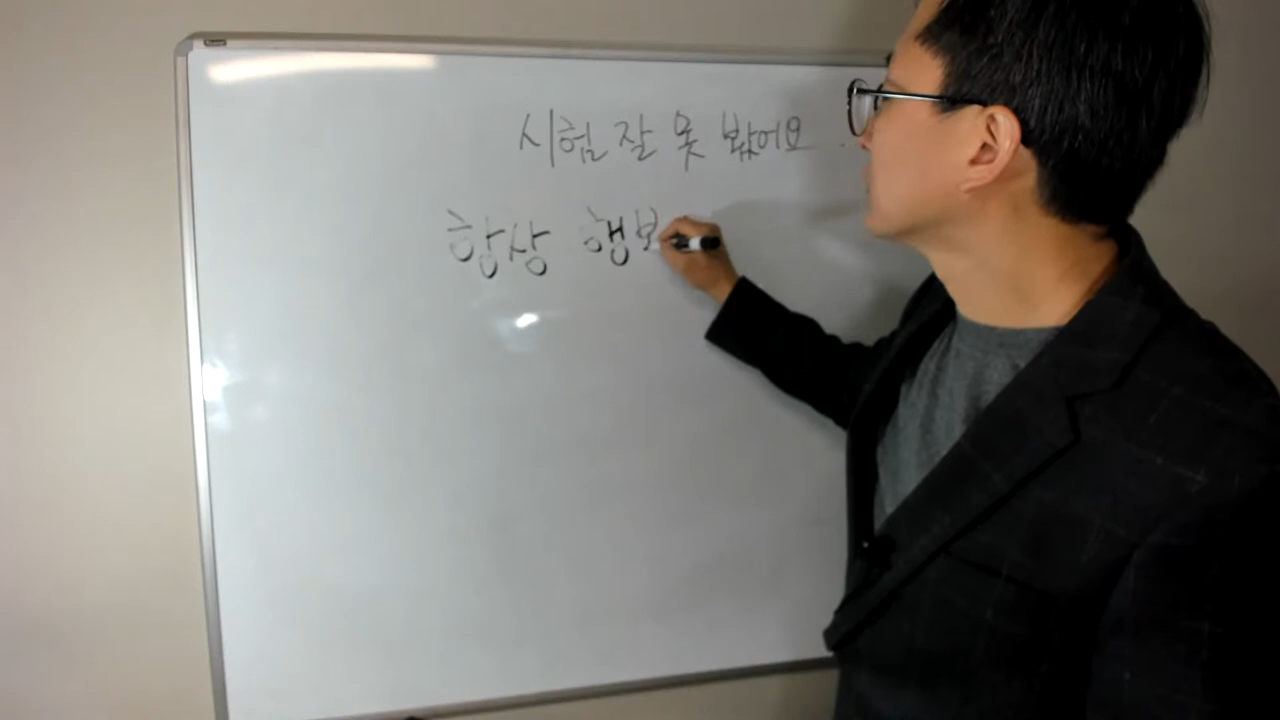 시험 잘 못 봤어요 .
항상 행보